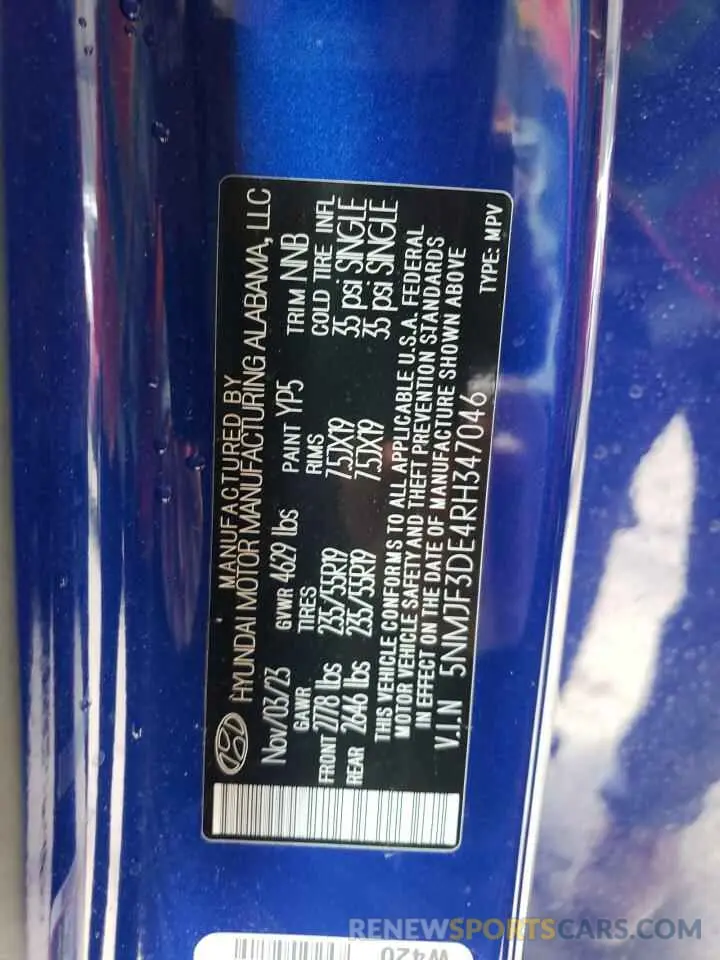 MANUFACTURED BY
HYUNDAI MOTOR MANUFACTURING ALABAMA, LLC
Nov/03/23 GVWR 4629 lbs PAINT YP5 TRIM NNB
GAWR TIRES RIMS COLD TIRE INFL
FRONT 2778 lbs 235/55R19 7.5JX19 35 psi SINGLE
REAR 2646 lbs 235/55R19 7.5JX19 35 psi SINGLE
THIS VEHICLE CONFORMS TO ALL APPLICABLE U.S.A. FEDERAL
MOTOR VEHICLE SAFETY AND THEFT PREVENTION STANDARDS
IN EFFECT ON THE DATE OF MANUFACTURE SHOWN ABOVE
V.I.N 5NMJF3DE4RH347046 TYPE: MPV
W420
RENEWSPORTSCARS.COM